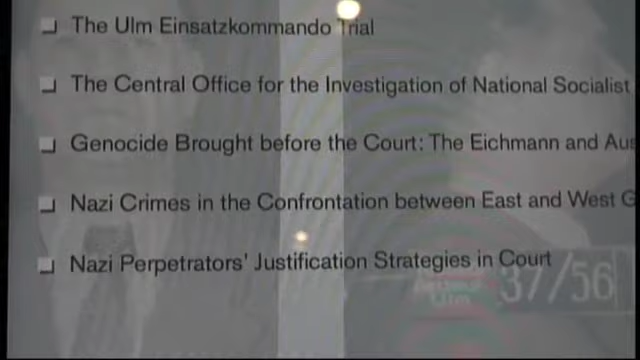 The Ulm Einsatzkommando Trial
The Central Office for the Investigation of National Socialist
Genocide Brought before the Court: The Eichmann and Aus
Nazi Crimes in the Confrontation between East and West G
Nazi Perpetrators' Justification Strategies in Court
37/56
Ulm